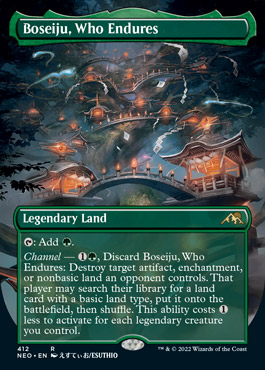 Boseiju, Who Endures
Legendary Land
: Add .
Channel — , Discard Boseiju, Who
Endures: Destroy target artifact, enchantment,
or nonbasic land an opponent controls. That
player may search their library for a land
card with a basic land type, put it onto the
battlefield, then shuffle. This ability costs 1
less to activate for each legendary creature
you control.
412 R
NEO • EN えすてぃお/ESUTHIO
™ & © 2022 Wizards of the Coast